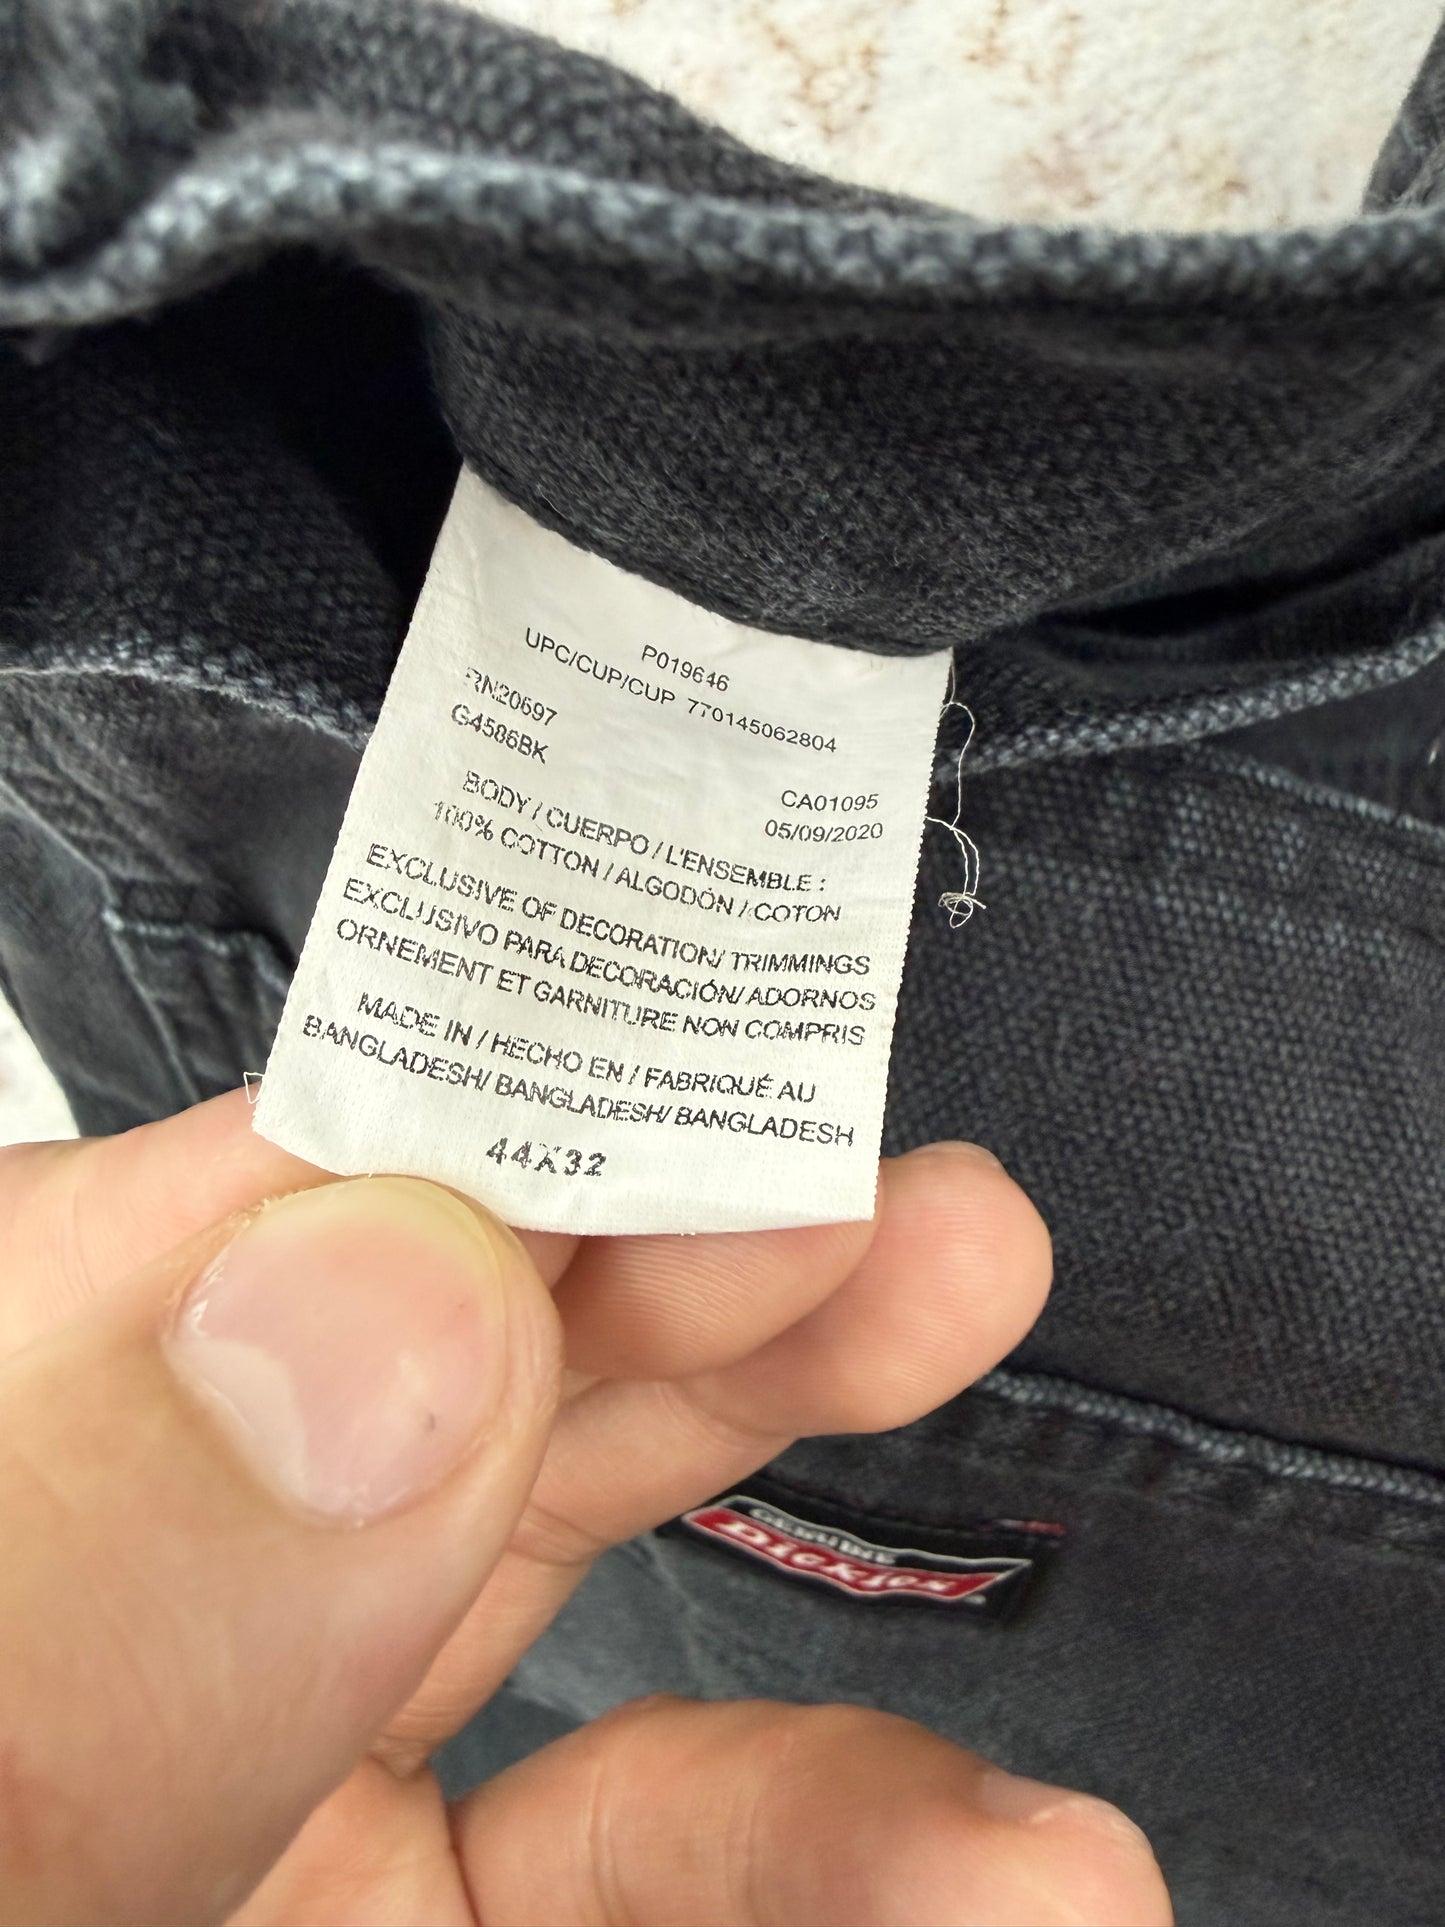 P019646
UPC/CUP/CUP 770145062804
RN20697
G4586BK
CA01095
05/09/2020
BODY / CUERPO / L'ENSEMBLE :
100% COTTON / ALGODÓN / COTON
EXCLUSIVE OF DECORATION/ TRIMMINGS
EXCLUSIVO PARA DECORACIÓN/ ADORNOS
ORNEMENT ET GARNITURE NON COMPRIS
MADE IN / HECHO EN / FABRIQUÉ AU
BANGLADESH/ BANGLADESH/ BANGLADESH
44X32
GENUINE
Dickies